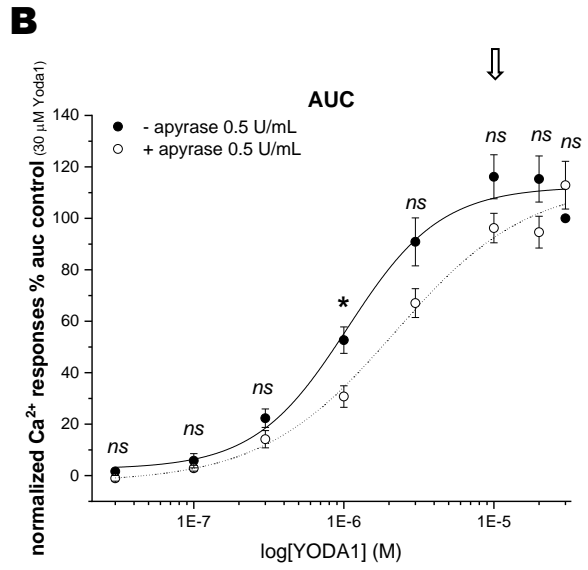 B
AUC
- apyrase 0.5 U/mL
+ apyrase 0.5 U/mL
normalized Ca²⁺ responses % auc control (30 μM Yoda1)
140
120
100
80
60
40
20
0
ns
ns
ns
*
ns
ns
ns
ns
1E-7
1E-6
1E-5
log[YODA1] (M)